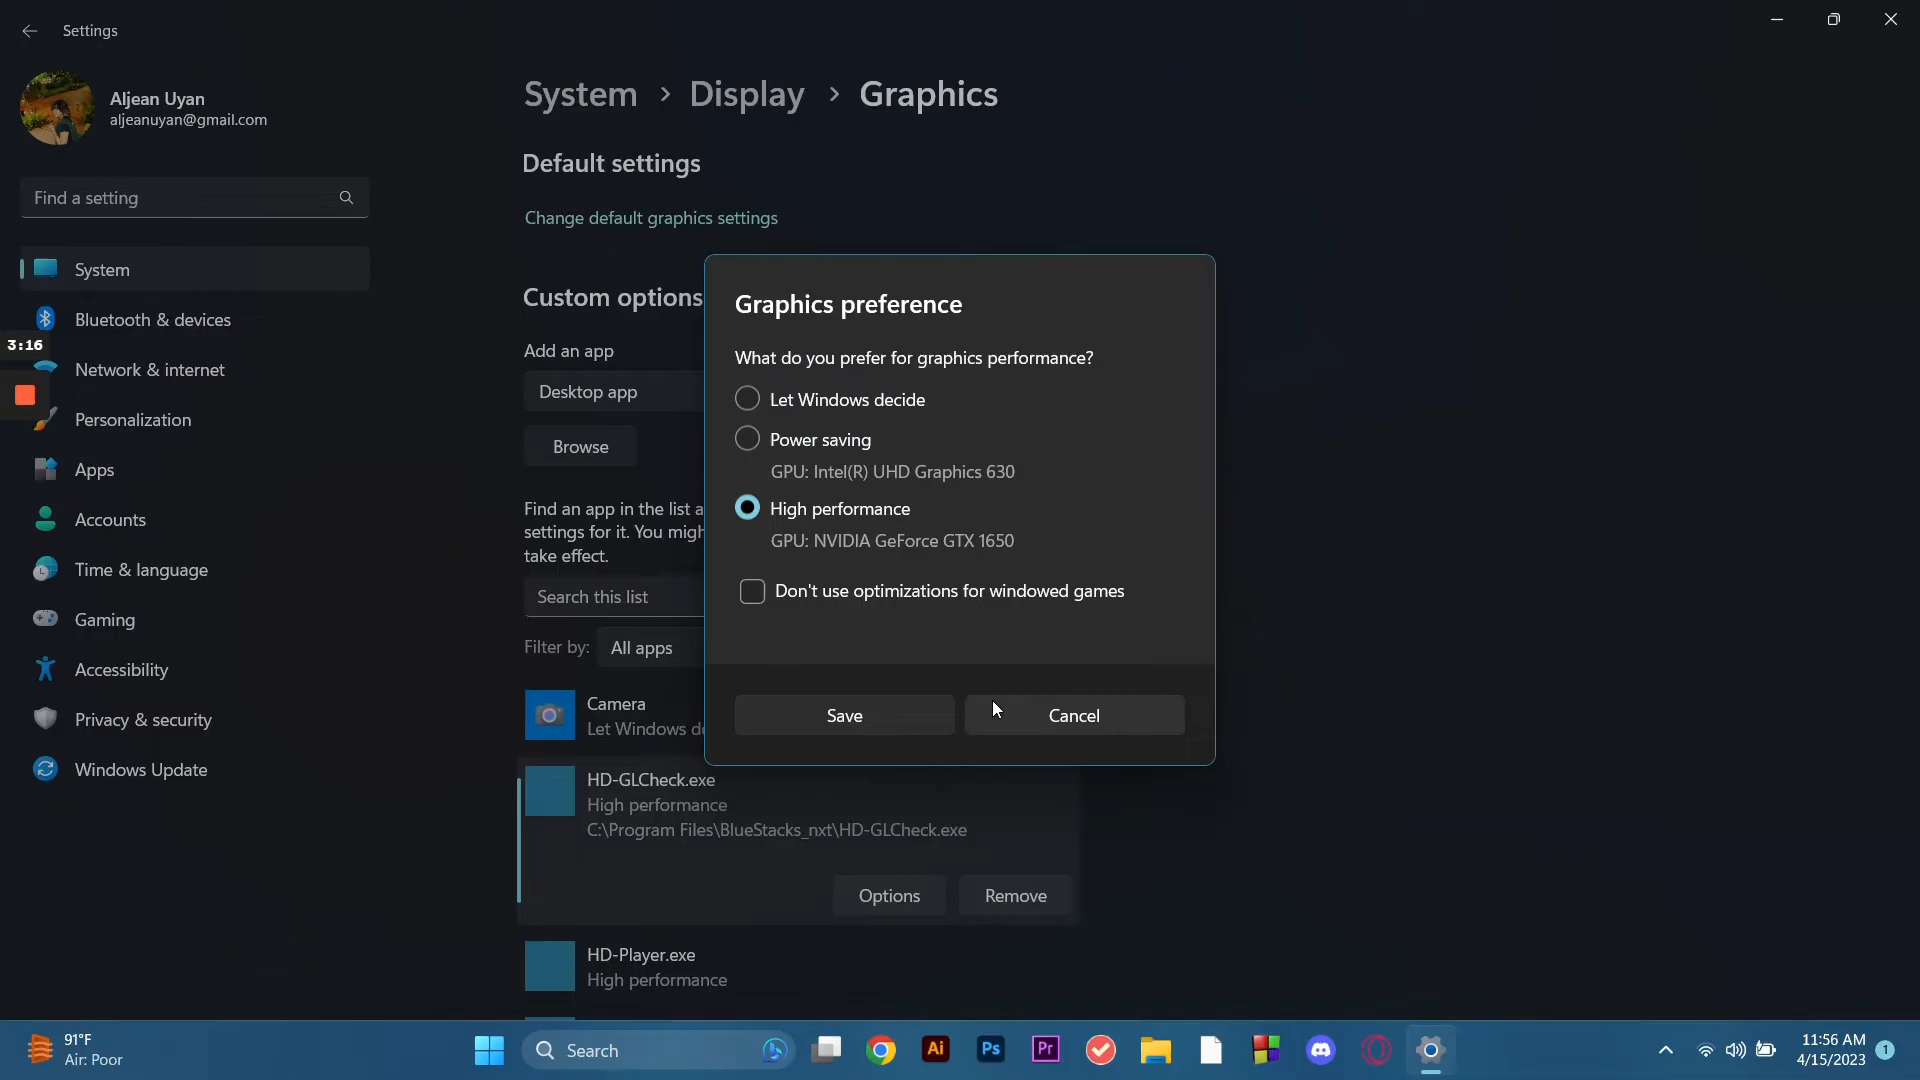 Settings
Aljean Uyan
aljeanuyan@gmail.com
Find a setting
System
Bluetooth & devices
3:16
Network & internet
Personalization
Apps
Accounts
Time & language
Gaming
Accessibility
Privacy & security
Windows Update
System > Display > Graphics
Default settings
Change default graphics settings
Custom options
Add an app
Desktop app
Browse
Find an app in the list a
settings for it. You migh
take effect.
Search this list
Filter by: All apps
Camera
Let Windows de
HD-GLCheck.exe
High performance
C:\Program Files\BlueStacks_nxt\HD-GLCheck.exe
Options Remove
HD-Player.exe
High performance
Graphics preference
What do you prefer for graphics performance?
Let Windows decide
Power saving
GPU: Intel(R) UHD Graphics 630
High performance
GPU: NVIDIA GeForce GTX 1650
Don't use optimizations for windowed games
Save Cancel
91°F
Air: Poor
Search
Ai
Ps
Pr
11:56 AM
4/15/2023
1